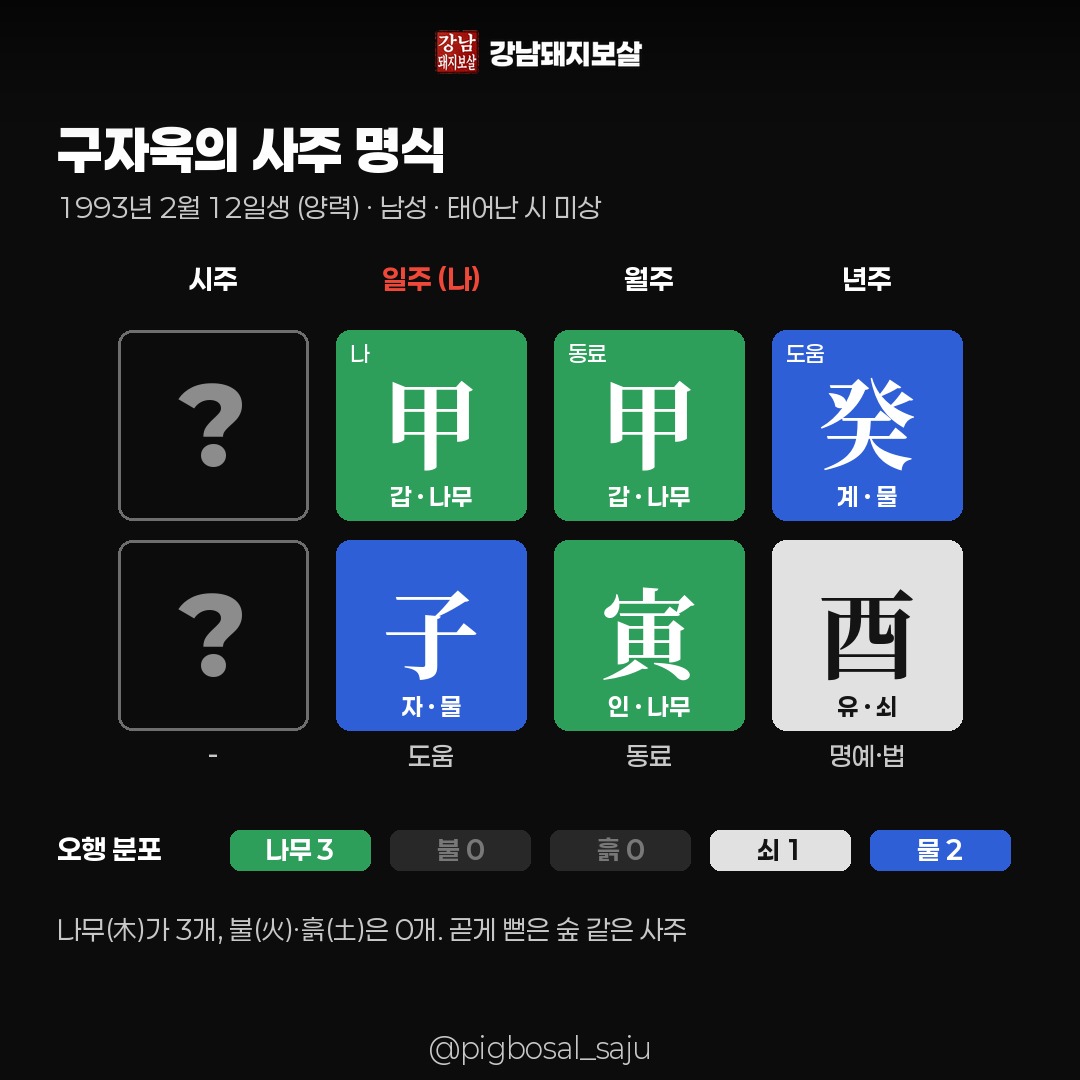 강남
돼지보살
강남돼지보살
구자욱의 사주 명식
1993년 2월 12일생 (양력) · 남성 · 태어난 시 미상
시주 일주 (나) 월주 년주
? 나 동료 도움
甲 甲 癸
갑 · 나무 갑 · 나무 계 · 물
? 子 寅 酉
자 · 물 인 · 나무 유 · 쇠
- 도움 동료 명예·법
오행 분포 나무 3 불 0 흙 0 쇠 1 물 2
나무(木)가 3개, 불(火)·흙(土)은 0개. 곧게 뻗은 숲 같은 사주
@pigbosal_saju